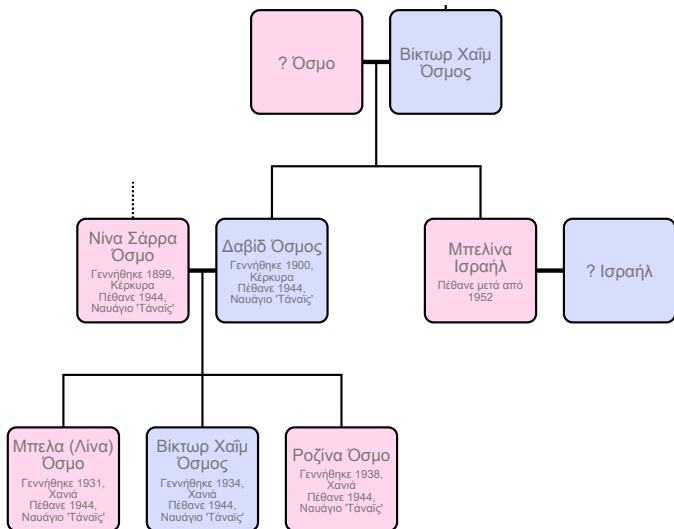 ? Όσμο
Βίκτωρ Χαΐμ
Όσμος
Νίνα Σάρρα
Όσμο
Γεννήθηκε 1899,
Κέρκυρα
Πέθανε 1944,
Ναυάγιο 'Τάναϊς'
Δαβίδ Όσμος
Γεννήθηκε 1900,
Κέρκυρα
Πέθανε 1944,
Ναυάγιο 'Τάναϊς'
Μπελίνα
Ισραήλ
Πέθανε μετά από
1952
? Ισραήλ
Μπελα (Λίνα)
Όσμο
Γεννήθηκε 1931,
Χανιά
Πέθανε 1944,
Ναυάγιο 'Τάναϊς'
Βίκτωρ Χαΐμ
Όσμος
Γεννήθηκε 1934,
Χανιά
Πέθανε 1944,
Ναυάγιο 'Τάναϊς'
Ροζίνα Όσμο
Γεννήθηκε 1938,
Χανιά
Πέθανε 1944,
Ναυάγιο 'Τάναϊς'